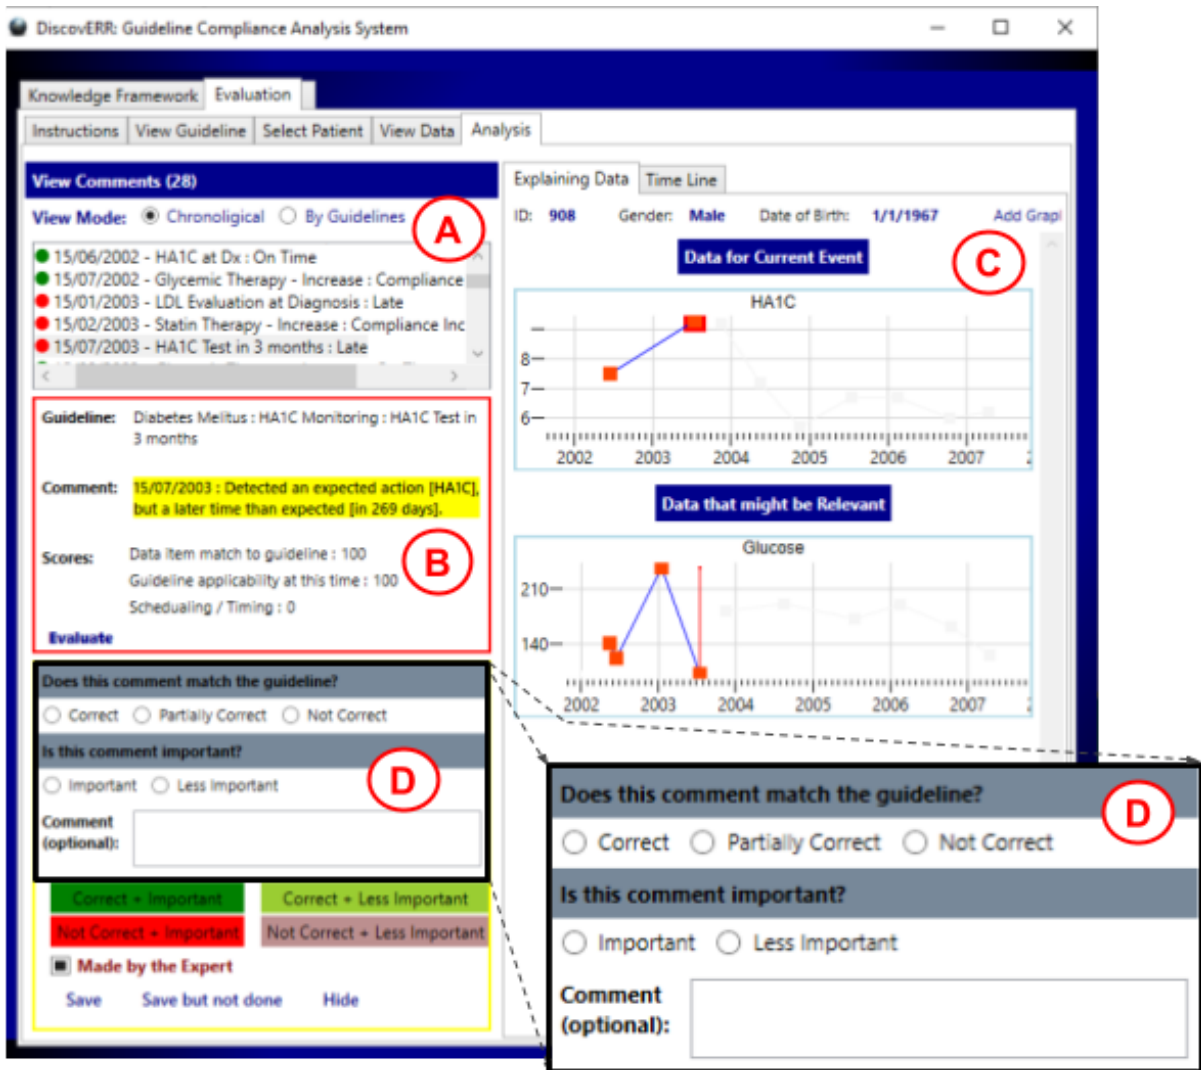 DiscovERR: Guideline Compliance Analysis System
Knowledge Framework Evaluation
Instructions View Guideline Select Patient View Data Analysis
View Comments (28)
View Mode: Chronoligical By Guidelines
A
15/06/2002 - HA1C at Dx : On Time
15/07/2002 - Glycemic Therapy - Increase : Compliance
15/01/2003 - LDL Evaluation at Diagnosis : Late
15/02/2003 - Statin Therapy - Increase : Compliance Inc
15/07/2003 - HA1C Test in 3 months : Late
Guideline: Diabetes Mellitus : HA1C Monitoring : HA1C Test in
3 months
Comment: 15/07/2003 : Detected an expected action [HA1C],
but a later time than expected [in 269 days].
Scores: Data item match to guideline : 100
Guideline applicability at this time : 100
Schedualing / Timing : 0
B
Evaluate
Does this comment match the guideline?
Correct Partially Correct Not Correct
Is this comment important?
Important Less Important
D
Comment
(optional):
Correct + Important Correct + Less Important
Not Correct + Important Not Correct + Less Important
Made by the Expert
Save Save but not done Hide
Explaining Data Time Line
ID: 908 Gender: Male Date of Birth: 1/1/1967 Add Grapl
Data for Current Event
C
HA1C
8
7
6
2002 2003 2004 2005 2006 2007
Data that might be Relevant
Glucose
210
140
2002 2003 2004 2005 2006 2007
Does this comment match the guideline?
D
Correct Partially Correct Not Correct
Is this comment important?
Important Less Important
Comment
(optional):